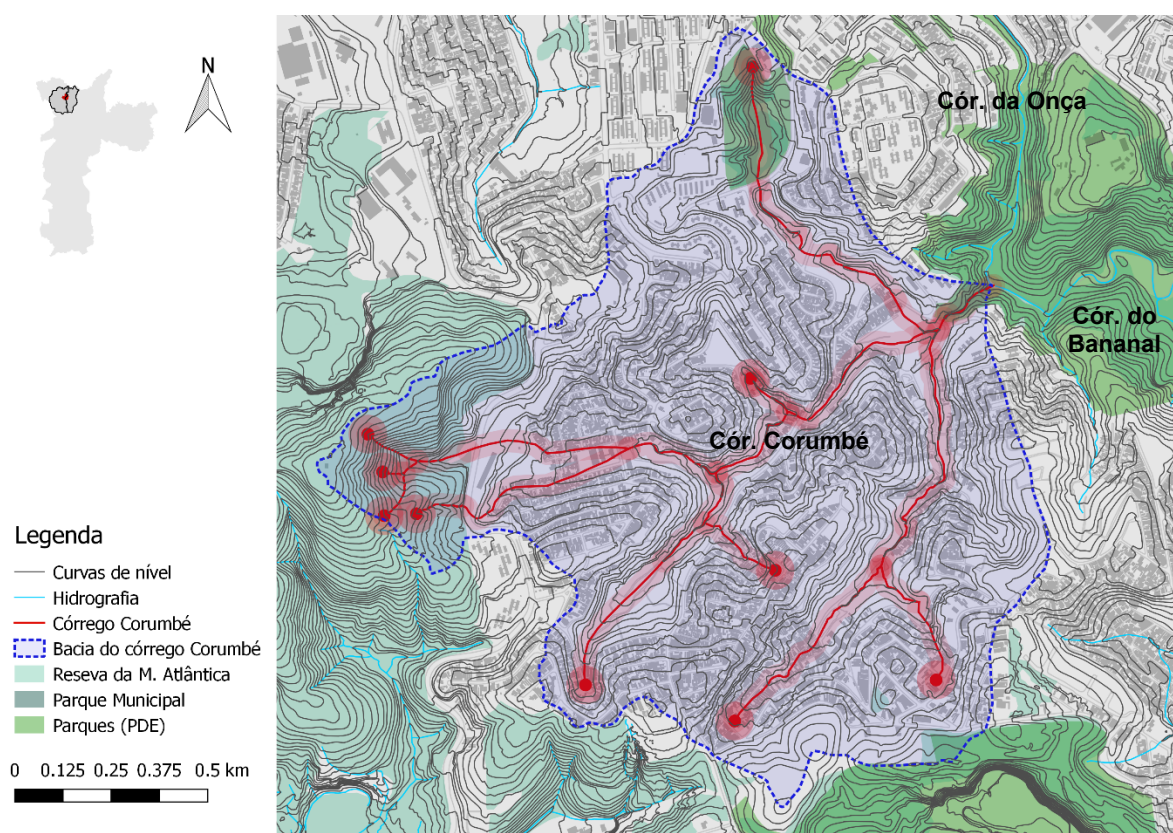 N
Cór. da Onça
Cór. do
Bananal
Cór. Corumbé
Legenda
Curvas de nível
Hidrografia
Córrego Corumbé
Bacia do córrego Corumbé
Reseva da M. Atlântica
Parque Municipal
Parques (PDE)
0 0.125 0.25 0.375 0.5 km